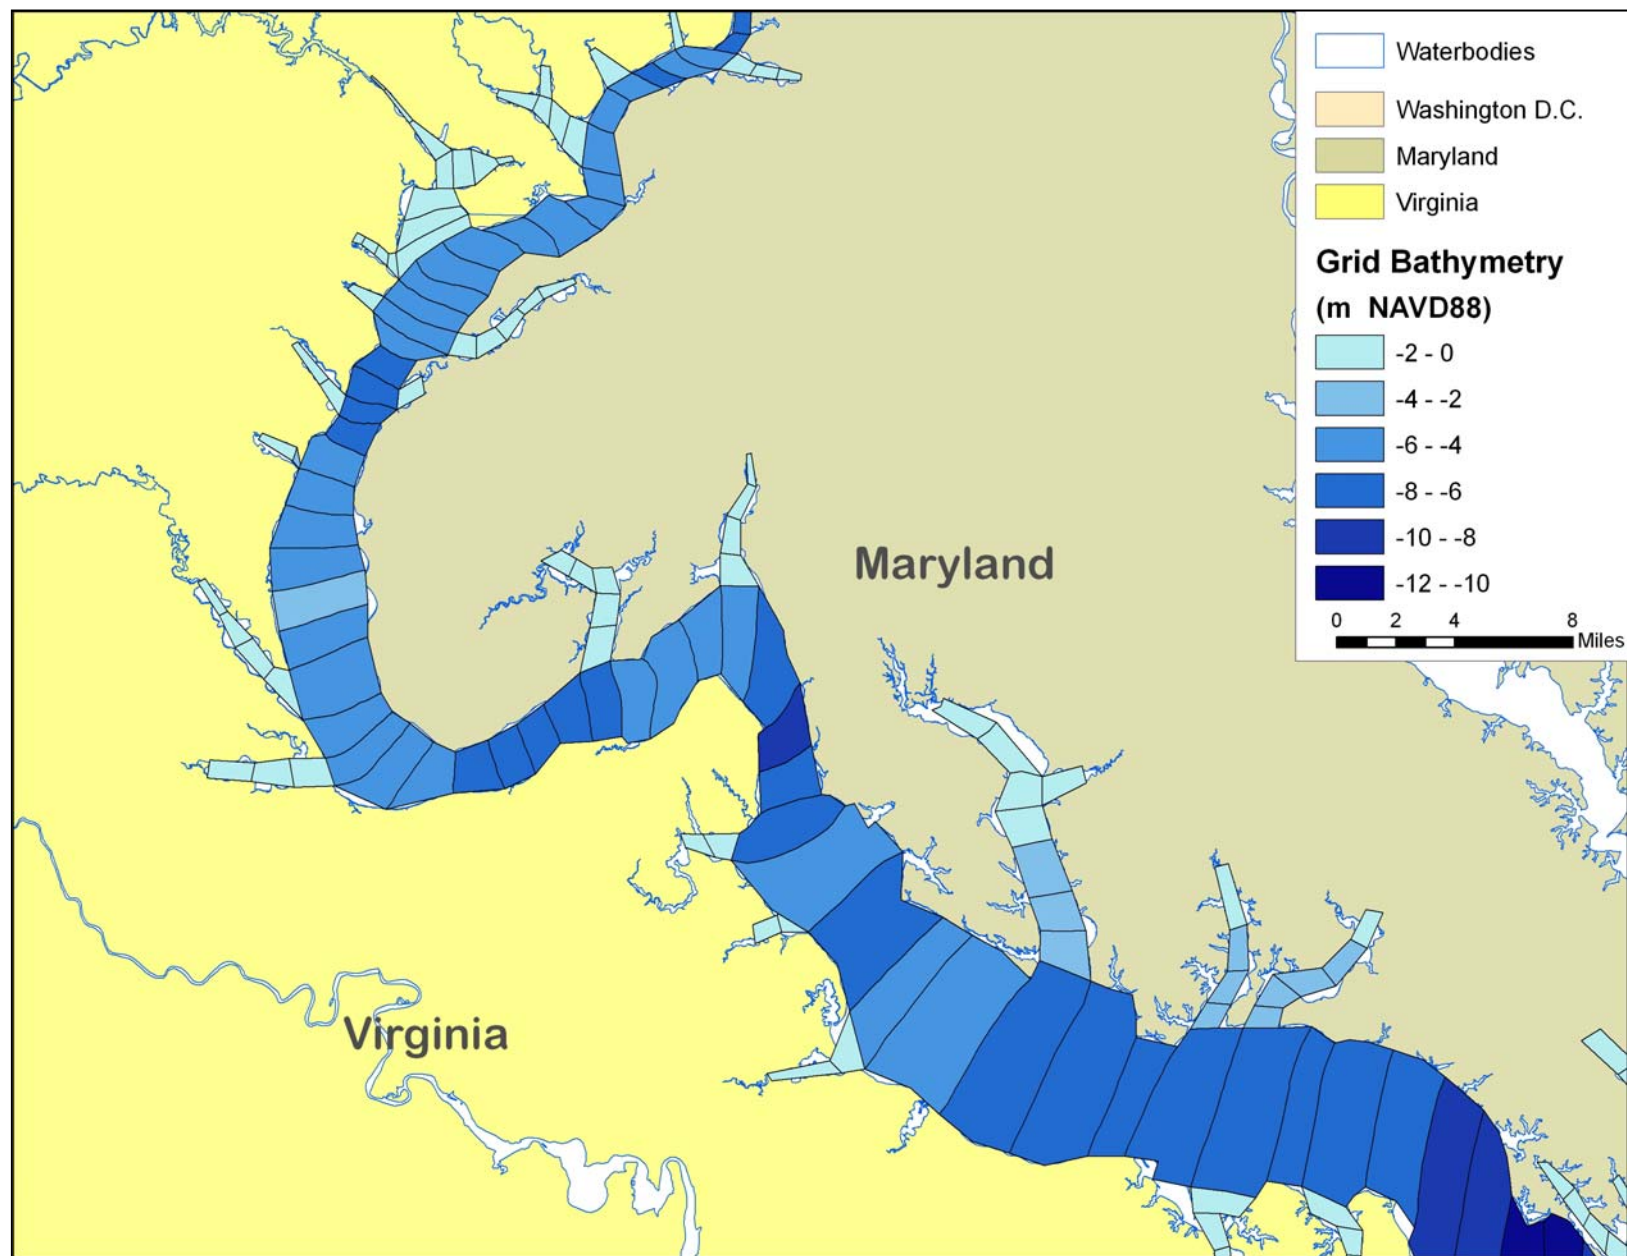 Waterbodies
Washington D.C.
Maryland
Virginia
Grid Bathymetry
(m NAVD88)
-2 - 0
-4 - -2
-6 - -4
-8 - -6
-10 - -8
-12 - -10
0 2 4 8
Miles
Maryland
Virginia